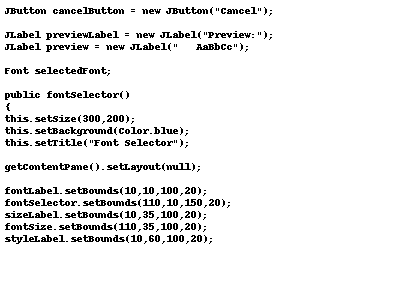 JButton cancelButton = new JButton("Cancel");
JLabel previewLabel = new JLabel("Preview:");
JLabel preview = new JLabel("   AaBbCc");
Font selectedFont;
public fontSelector()
{
this.setSize(300,200);
this.setBackground(Color.blue);
this.setTitle("Font Selector");
getContentPane().setLayout(null);
fontLabel.setBounds(10,10,100,20);
fontSelector.setBounds(110,10,150,20);
sizeLabel.setBounds(10,35,100,20);
fontSize.setBounds(110,35,100,20);
styleLabel.setBounds(10,60,100,20);